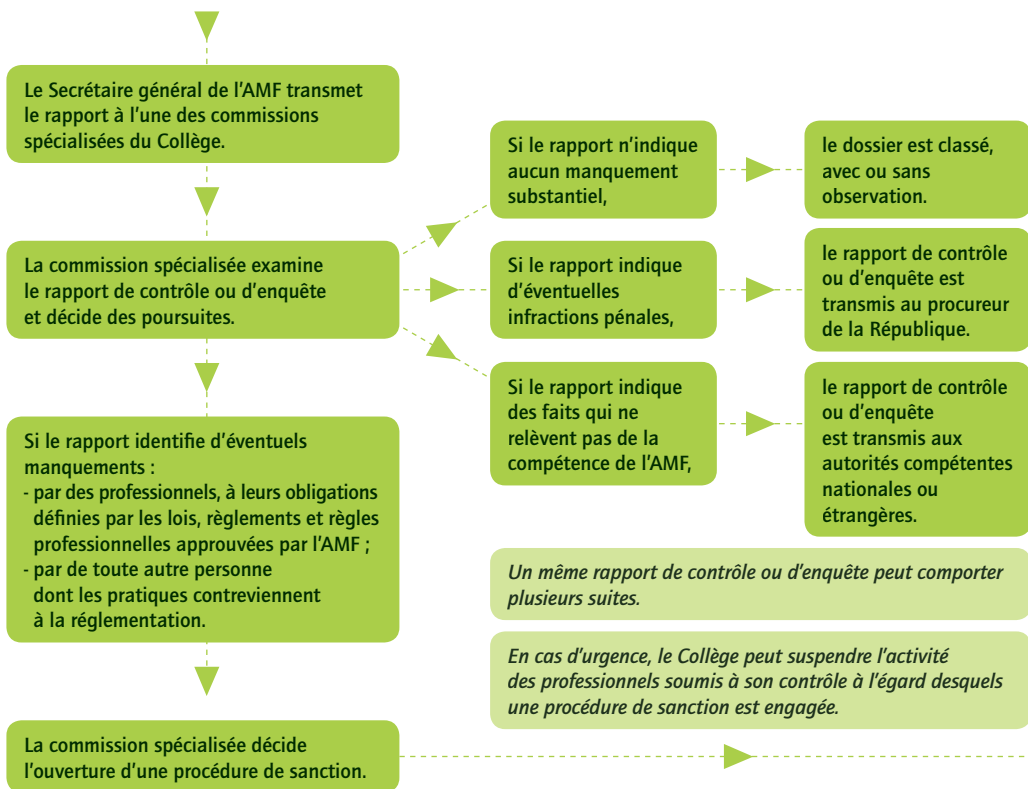 Le Secrétaire général de l'AMF transmet
le rapport à l'une des commissions
spécialisées du Collège.
La commission spécialisée examine
le rapport de contrôle ou d'enquête
et décide des poursuites.
Si le rapport n'indique
aucun manquement
substantiel,
le dossier est classé,
avec ou sans
observation.
Si le rapport indique
d'éventuelles
infractions pénales,
le rapport de contrôle
ou d'enquête est
transmis au procureur
de la République.
Si le rapport indique
des faits qui ne
relèvent pas de la
compétence de l'AMF,
le rapport de contrôle
ou d'enquête
est transmis aux
autorités compétentes
nationales ou
étrangères.
Si le rapport identifie d'éventuels
manquements :
- par des professionnels, à leurs obligations
définies par les lois, règlements et règles
professionnelles approuvées par l'AMF ;
- par de toute autre personne
dont les pratiques contreviennent
à la réglementation.
Un même rapport de contrôle ou d'enquête peut comporter
plusieurs suites.
En cas d'urgence, le Collège peut suspendre l'activité
des professionnels soumis à son contrôle à l'égard desquels
une procédure de sanction est engagée.
La commission spécialisée décide
l'ouverture d'une procédure de sanction.